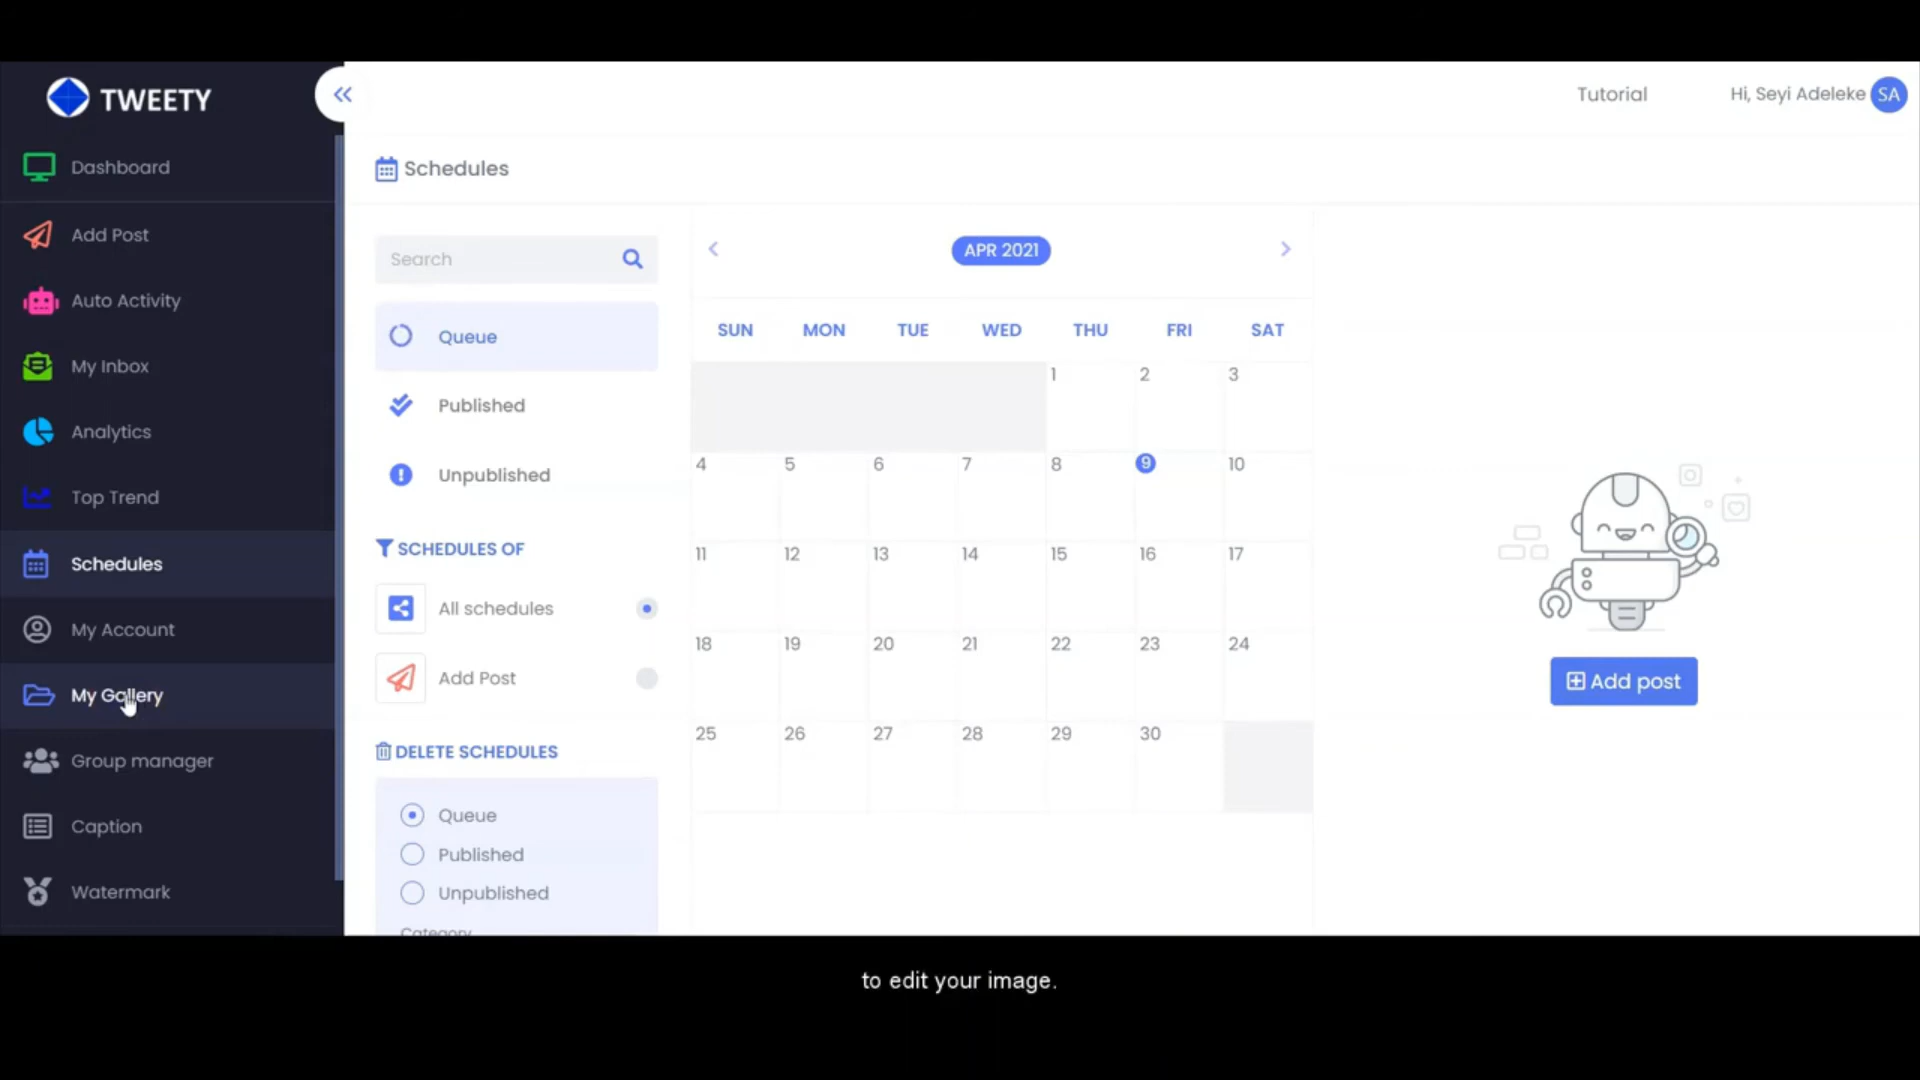 TWEETY
Tutorial
Hi, Seyi Adeleke SA
Dashboard
Add Post
Auto Activity
My Inbox
Analytics
Top Trend
Schedules
My Account
My Gallery
Group manager
Caption
Watermark
Schedules
Search
Queue
Published
Unpublished
SCHEDULES OF
All schedules
Add Post
DELETE SCHEDULES
Queue
Published
Unpublished
Category
APR 2021
SUN MON TUE WED THU FRI SAT
1 2 3
4 5 6 7 8 9 10
11 12 13 14 15 16 17
18 19 20 21 22 23 24
25 26 27 28 29 30
Add post
to edit your image.